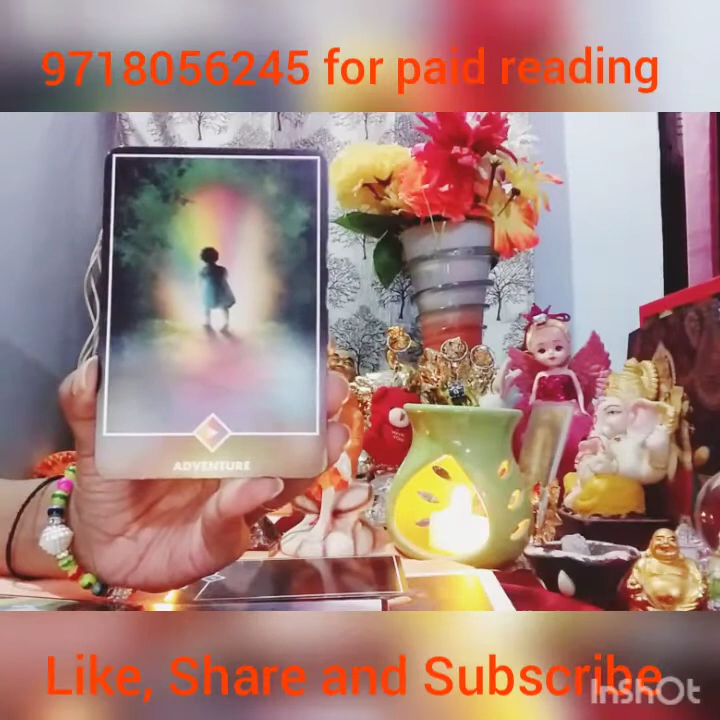 9718056245 for paid reading
ADVENTURE
Like, Share and Subscribe
InShOt